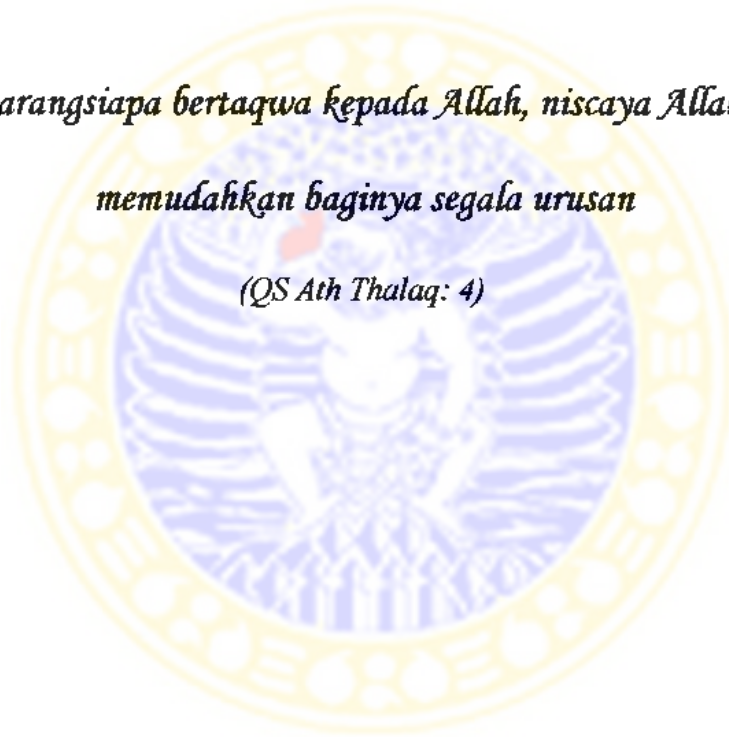 arangsiapa bertaqwa kepada Allah, niscaya Alla
memudahkan baginya segala urusan
(QS Ath Thalaq: 4)